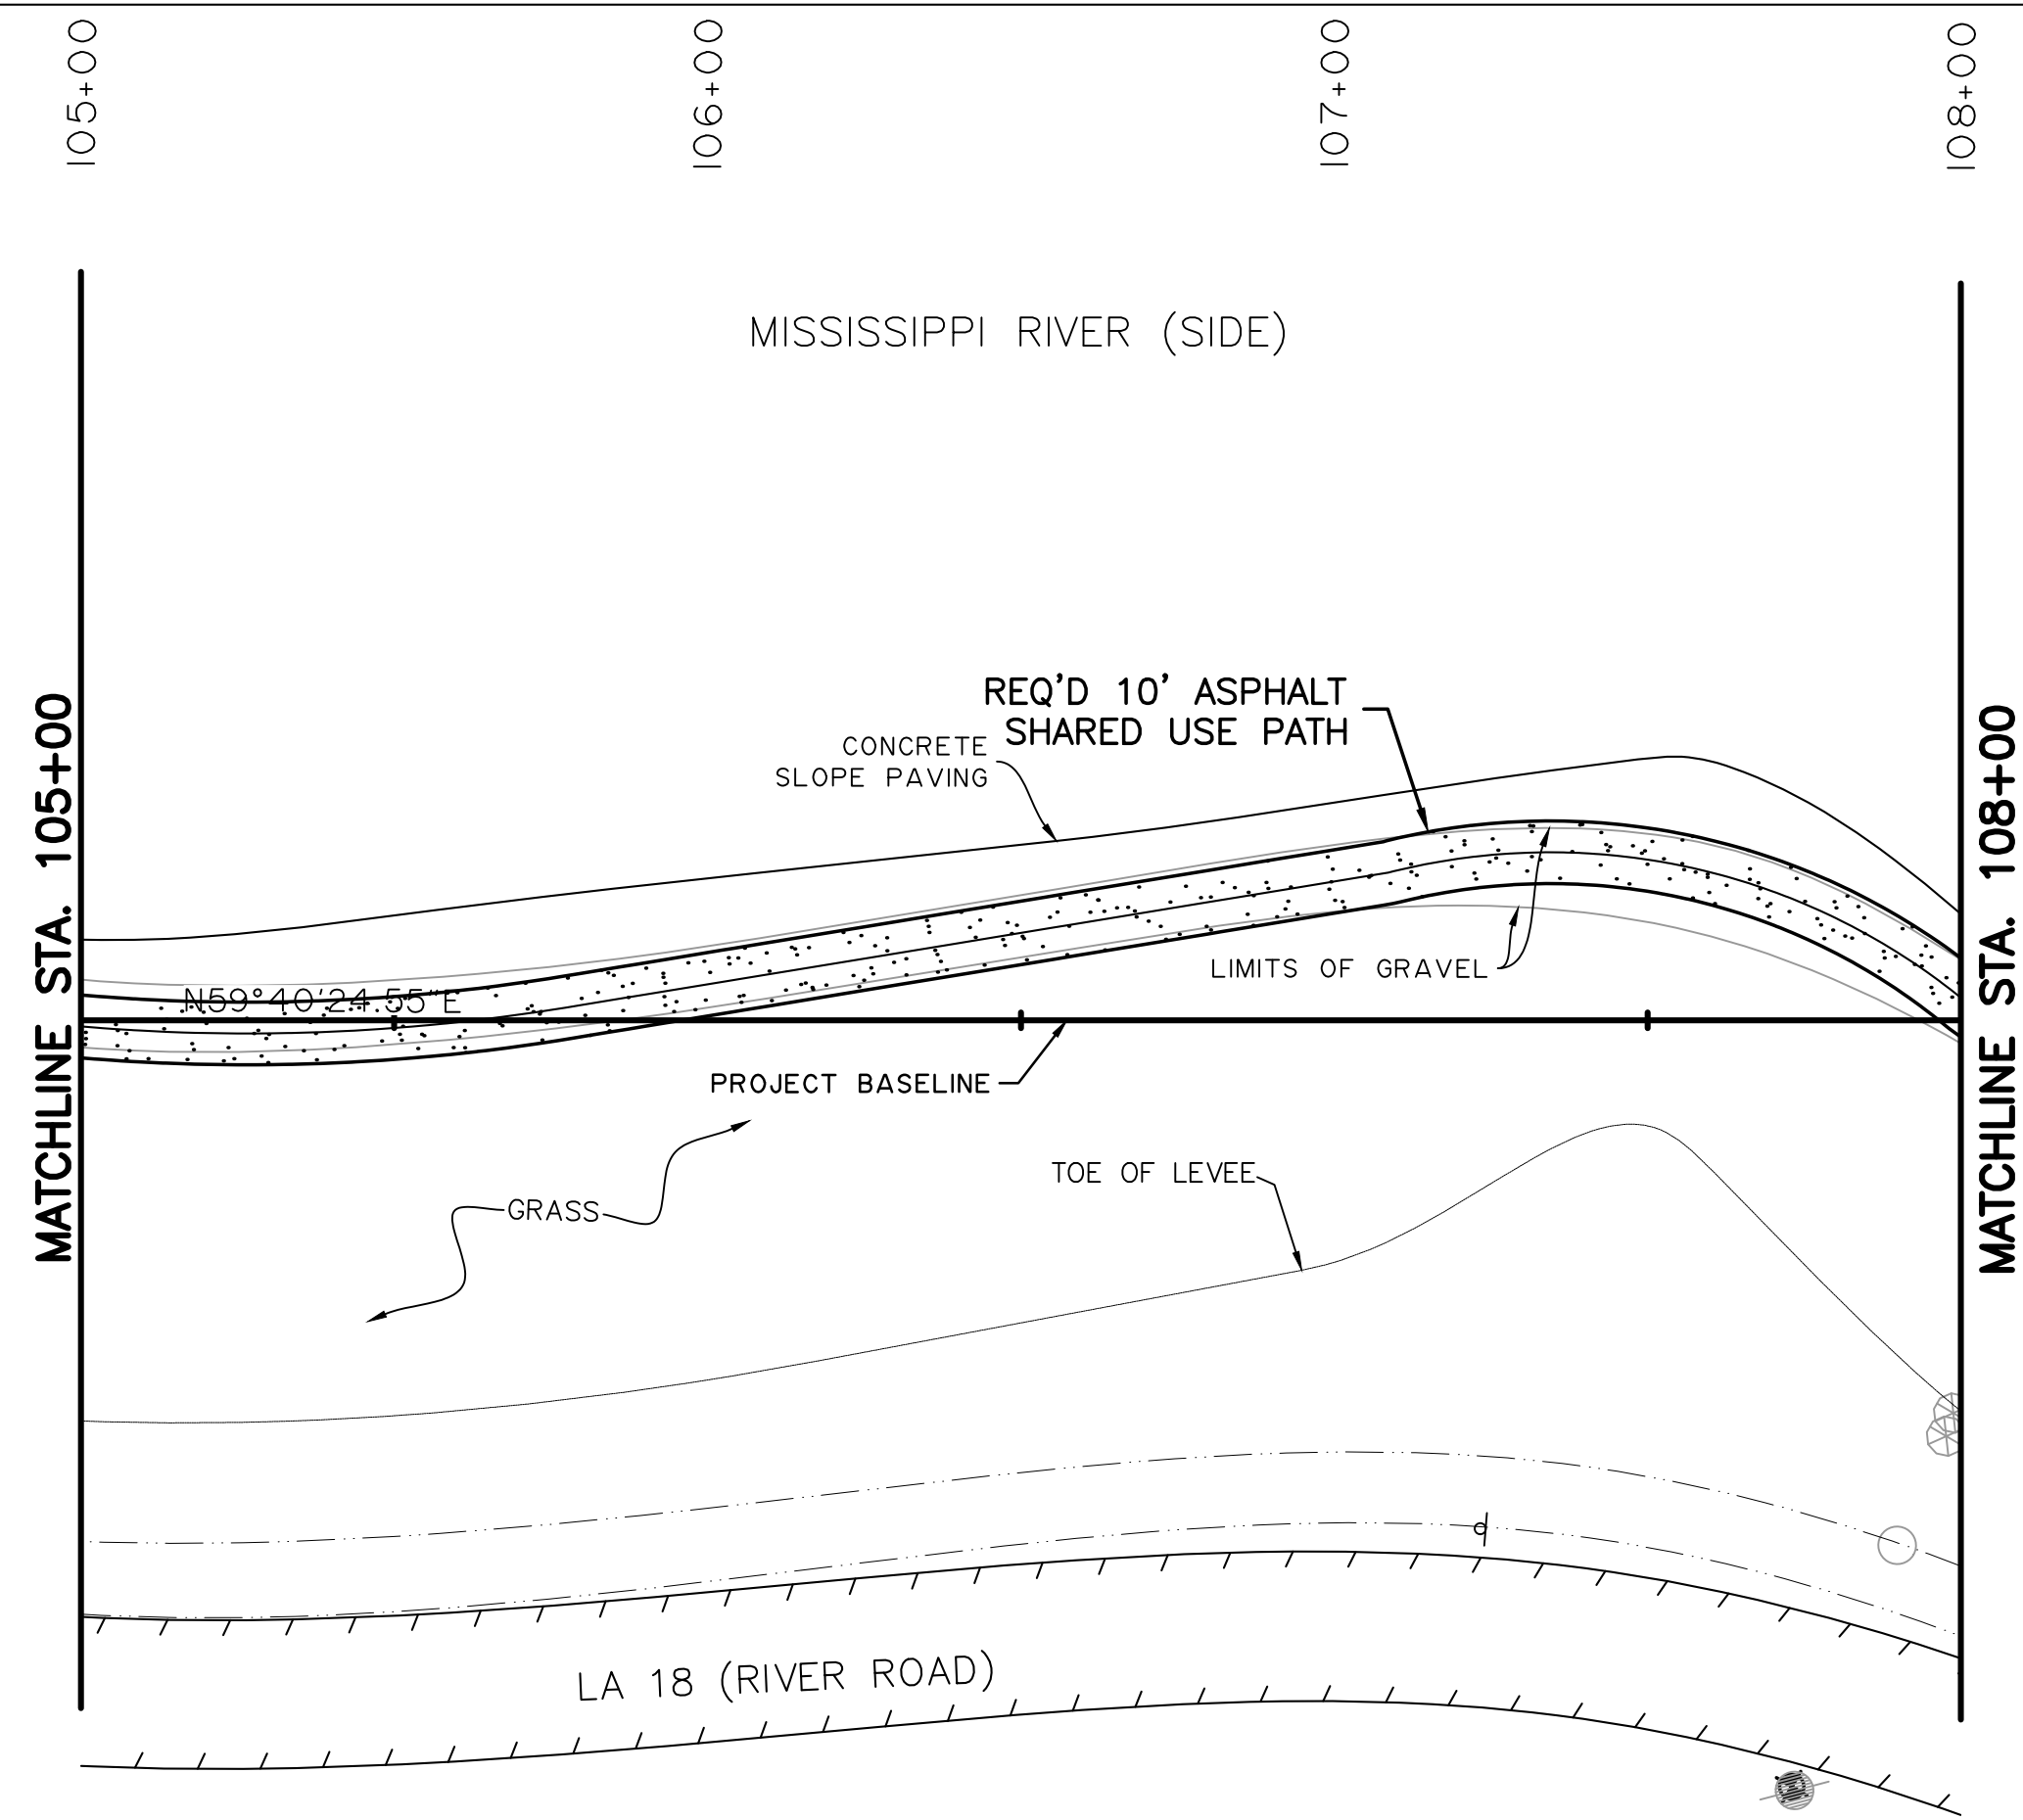 105+00
106+00
107+00
108+00
MISSISSIPPI RIVER (SIDE)
REQ'D 10' ASPHALT
SHARED USE PATH
CONCRETE
SLOPE PAVING
MATCHLINE STA. 105+00
MATCHLINE STA. 108+00
LIMITS OF GRAVEL
N59°40'24.55"E
PROJECT BASELINE
TOE OF LEVEE
GRASS
LA 18 (RIVER ROAD)